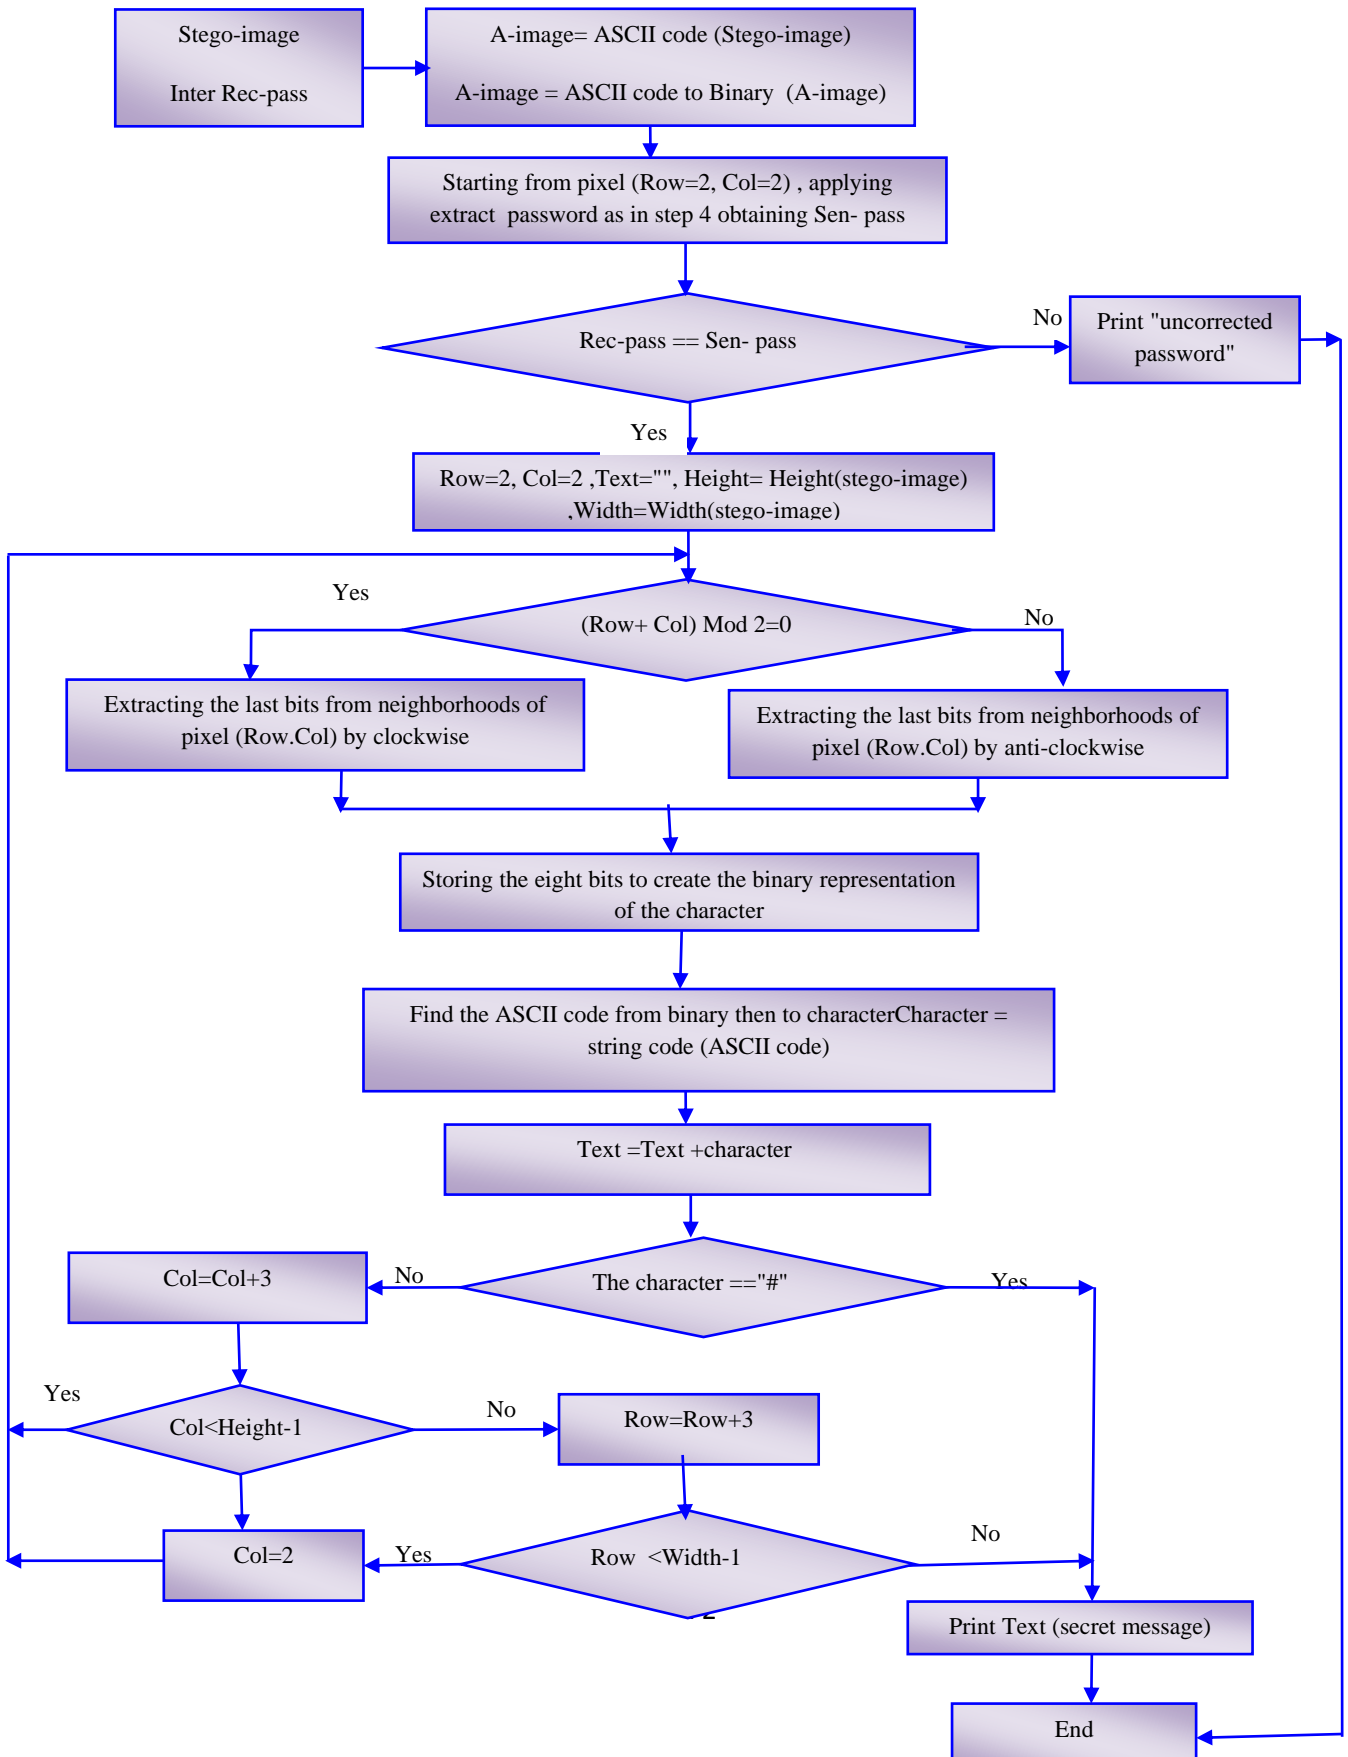 Stego-image
Inter Rec-pass
A-image= ASCII code (Stego-image)
A-image = ASCII code to Binary (A-image)
Starting from pixel (Row=2, Col=2) , applying
extract password as in step 4 obtaining Sen- pass
Rec-pass == Sen- pass
No
Print "uncorrected
password"
Yes
Row=2, Col=2 ,Text="", Height= Height(stego-image)
,Width=Width(stego-image)
Yes
(Row+ Col) Mod 2=0
No
Extracting the last bits from neighborhoods of
pixel (Row.Col) by clockwise
Extracting the last bits from neighborhoods of
pixel (Row.Col) by anti-clockwise
Storing the eight bits to create the binary representation
of the character
Find the ASCII code from binary then to characterCharacter =
string code (ASCII code)
Text =Text +character
Col=Col+3
No
The character =="#"
Yes
Yes
Col<Height-1
No
Row=Row+3
Col=2
Yes
Row <Width-1
No
Print Text (secret message)
End